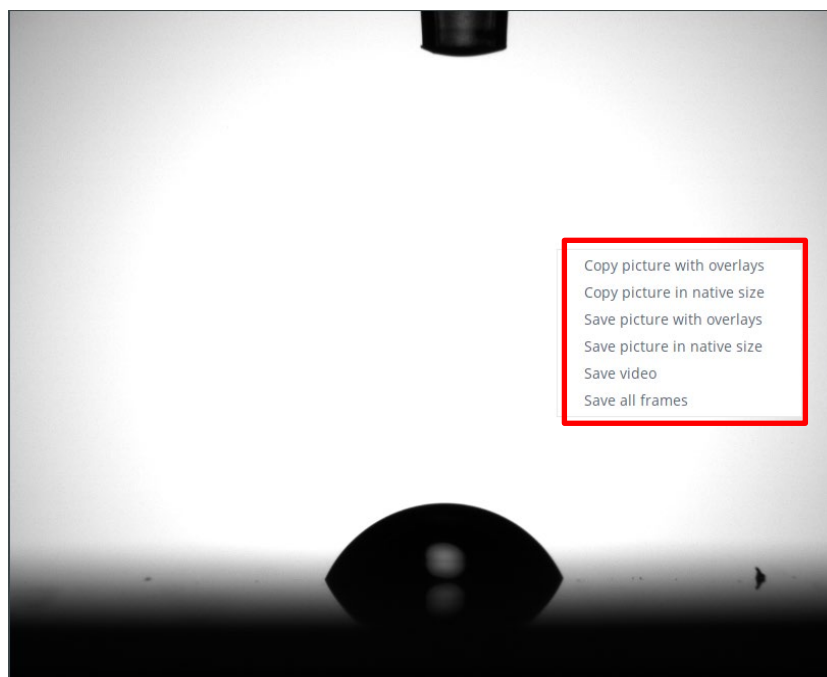 Copy picture with overlays
Copy picture in native size
Save picture with overlays
Save picture in native size
Save video
Save all frames